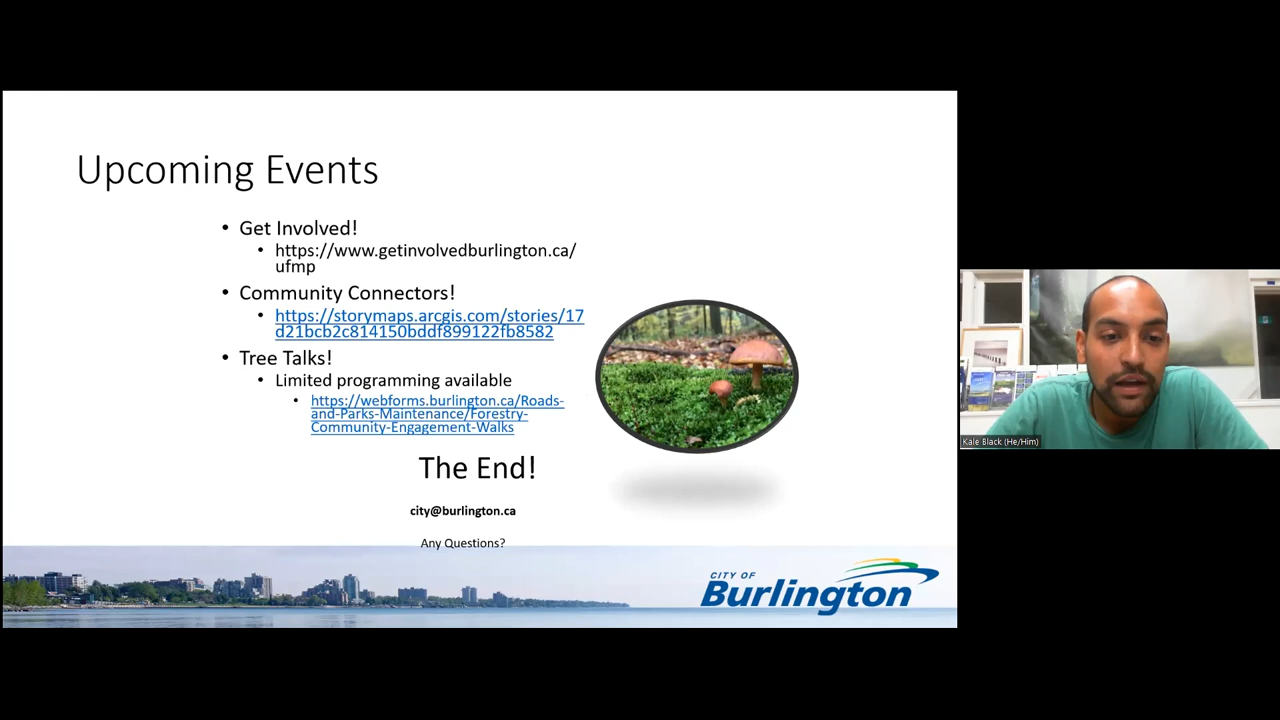 Upcoming Events
• Get Involved!
• https://www.getinvolvedburlington.ca/
ufmp
• Community Connectors!
• https://storymaps.arcgis.com/stories/17
d21bcb2c814150bddf899122fb8582
• Tree Talks!
• Limited programming available
• https://webforms.burlington.ca/Roads-
and-Parks-Maintenance/Forestry-
Community-Engagement-Walks
The End!
city@burlington.ca
Any Questions?
CITY OF
Burlington
Kale Black (He/Him)